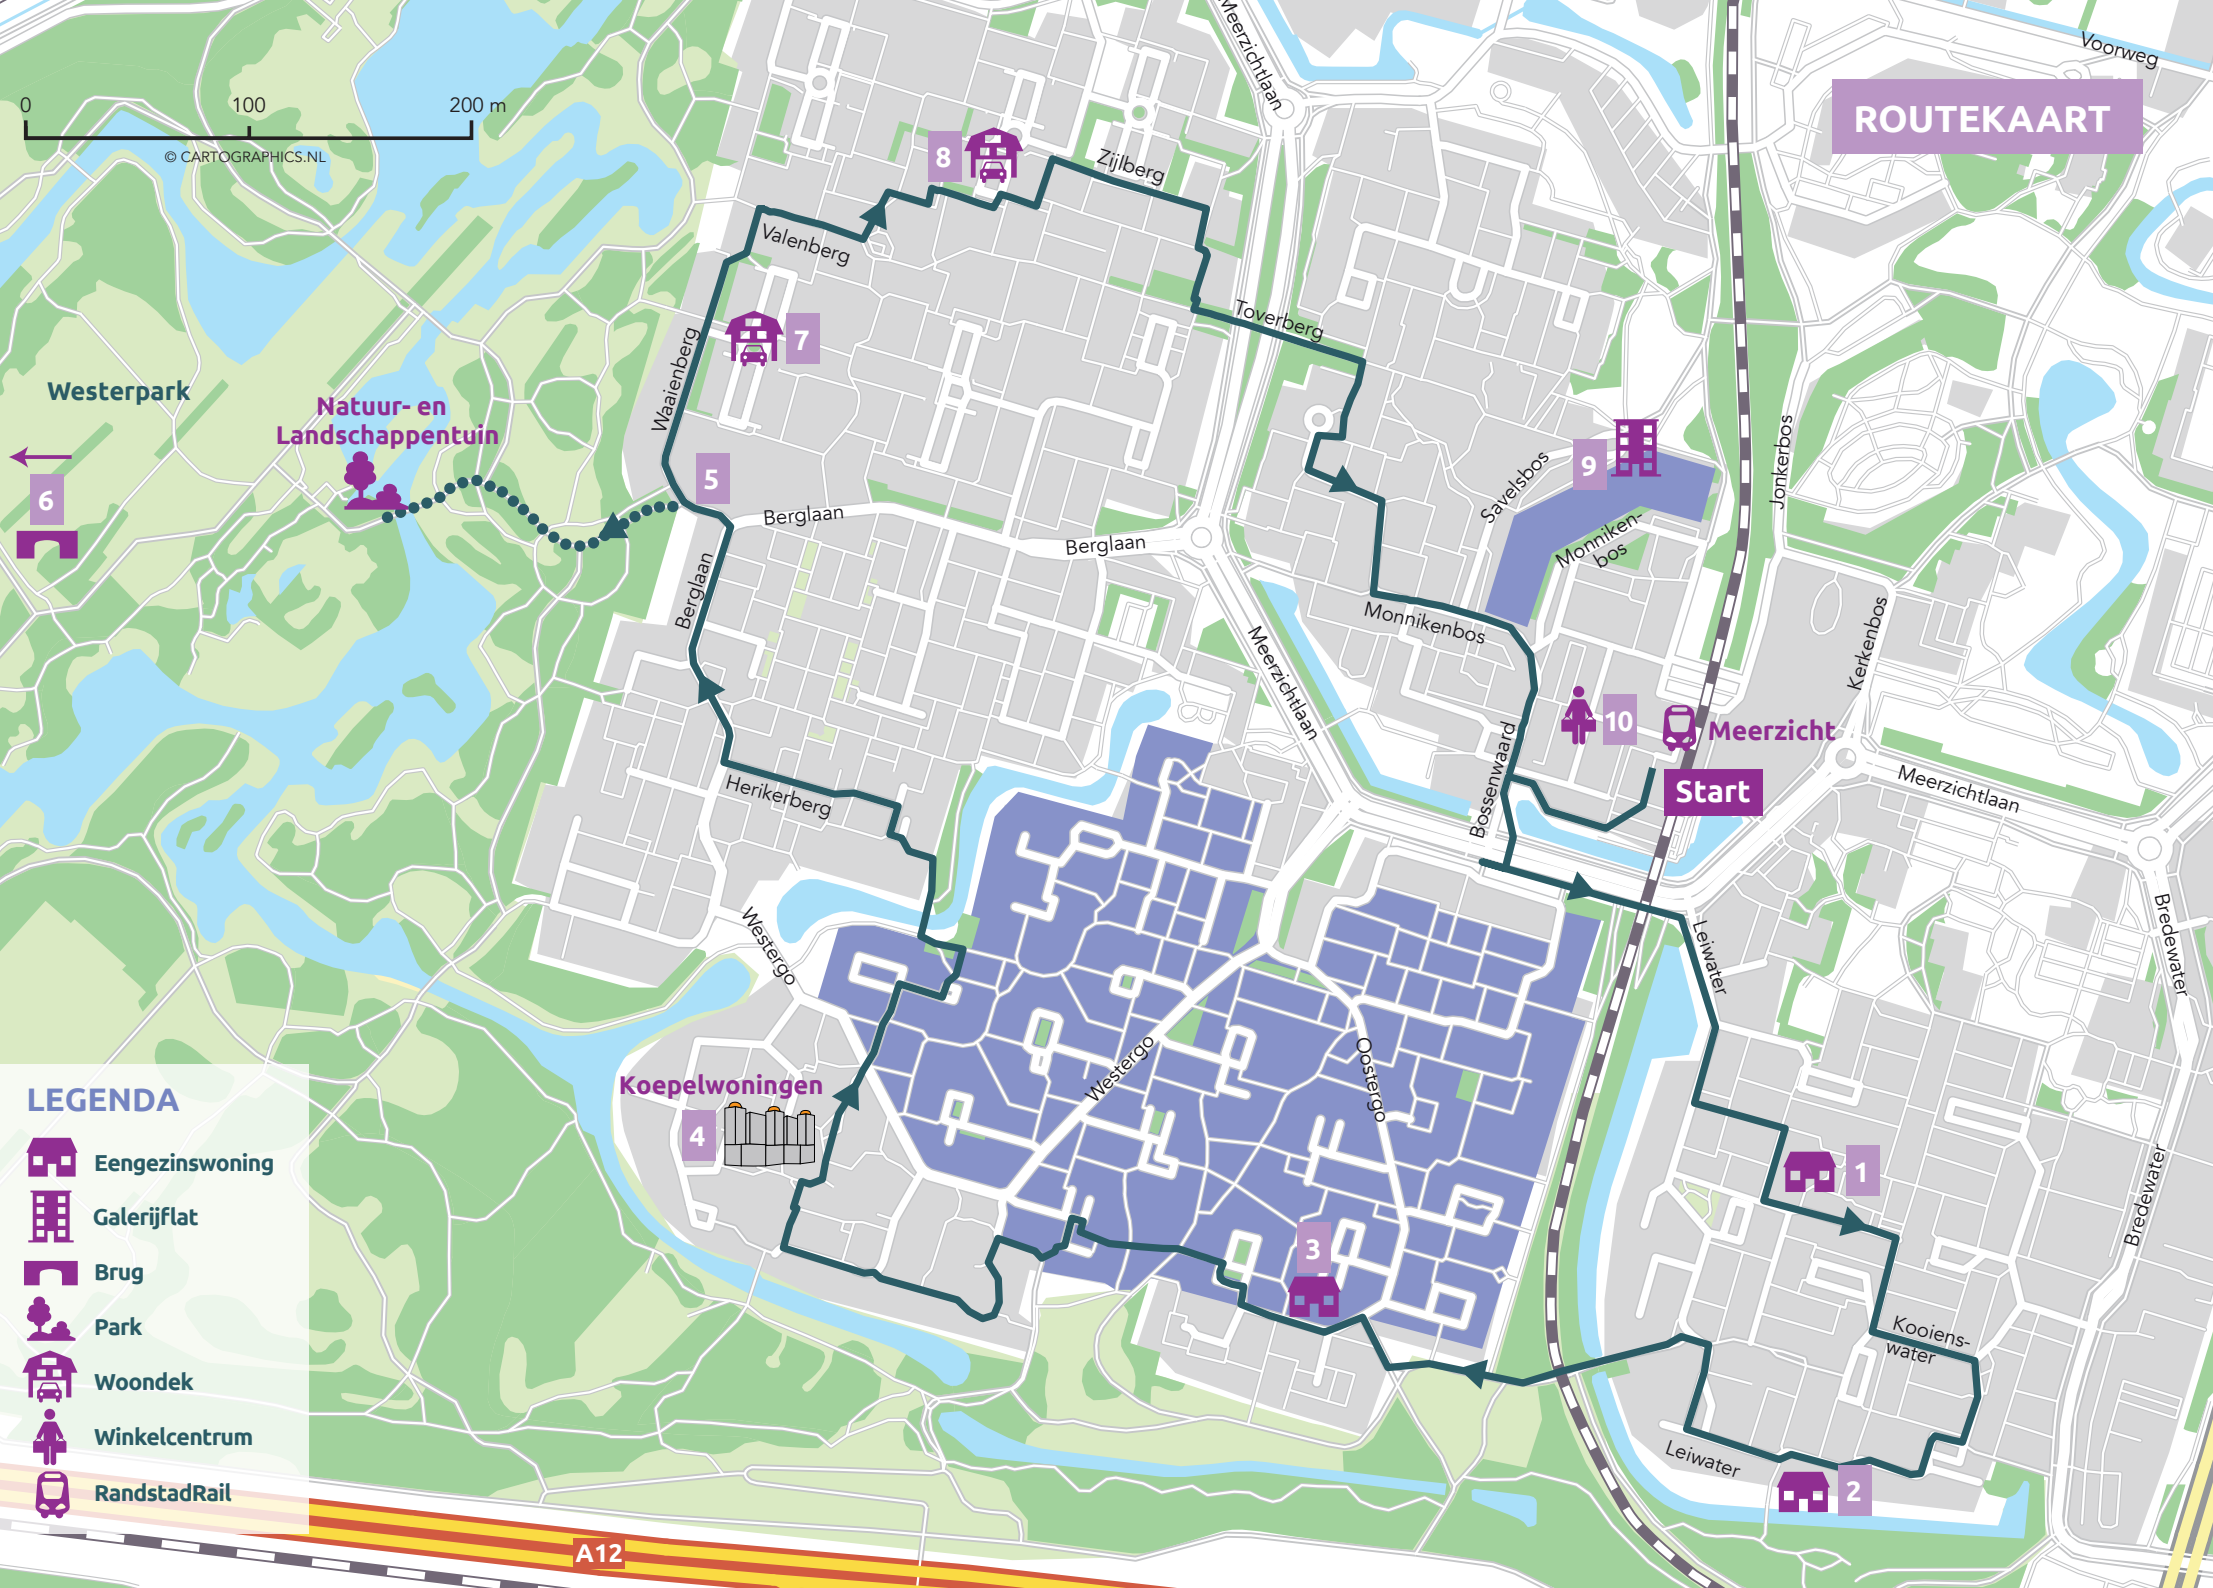 ROUTEKAART
0 100 200 m
© CARTOGRAPHICS.NL
Meerzichtlaan
Voorweg
8
Zijlberg
Valenberg
7
Waaienberg
Toverberg
Westerpark
Natuur- en
Landschappentuin
6
5
Berglaan
Berglaan
Berglaan
Savelsbos
9
Monniken-
bos
Jonkerbos
Monnikenbos
Kerkenbos
Meerzichtlaan
10
Meerzicht
Start
Bossenwaard
Meerzichtlaan
Herikerberg
Westergo
Leiwater
Bredewater
Koepelwoningen
4
Westergo
Oostergo
1
Bredewater
3
Kooiens-
water
Leiwater
2
LEGENDA
Eengezinswoning
Galerijflat
Brug
Park
Woondek
Winkelcentrum
RandstadRail
A12